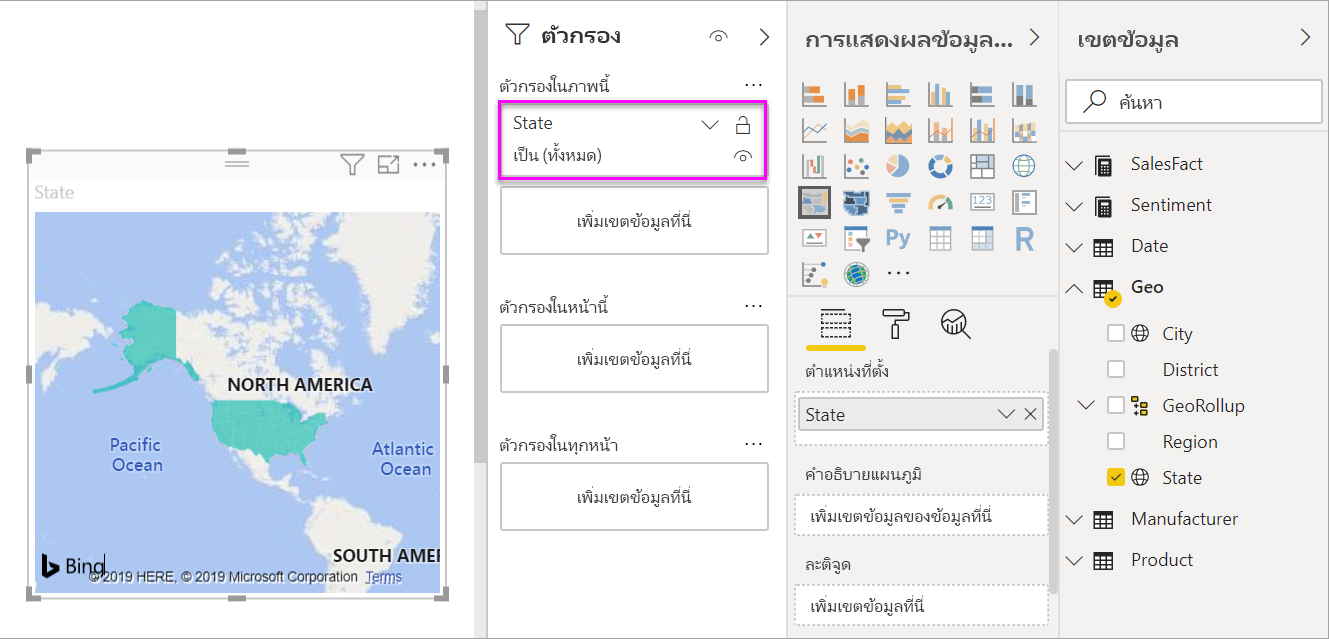 State
NORTH AMERICA
Pacific
Ocean
Atlantic
Ocean
SOUTH AMER
Bing
© 2019 HERE, © 2019 Microsoft Corporation Terms
ตัวกรอง
ตัวกรองในภาพนี้
State
เป็น (ทั้งหมด)
เพิ่มเขตข้อมูลที่นี่
ตัวกรองในหน้านี้
เพิ่มเขตข้อมูลที่นี่
ตัวกรองในทุกหน้า
เพิ่มเขตข้อมูลที่นี่
การแสดงผลข้อมูล...
123
Py
R
ตำแหน่งที่ตั้ง
State
คำอธิบายแผนภูมิ
เพิ่มเขตข้อมูลของข้อมูลที่นี่
ละติจูด
เพิ่มเขตข้อมูลที่นี่
เขตข้อมูล
ค้นหา
SalesFact
Sentiment
Date
Geo
City
District
GeoRollup
Region
State
Manufacturer
Product